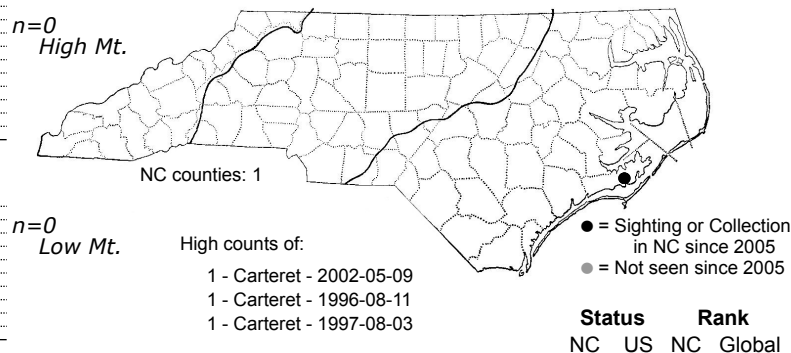 n=0
High Mt.
NC counties: 1
n=0
Low Mt.
High counts of:
1 - Carteret - 2002-05-09
1 - Carteret - 1996-08-11
1 - Carteret - 1997-08-03
● = Sighting or Collection
in NC since 2005
● = Not seen since 2005
Status Rank
NC US NC Global